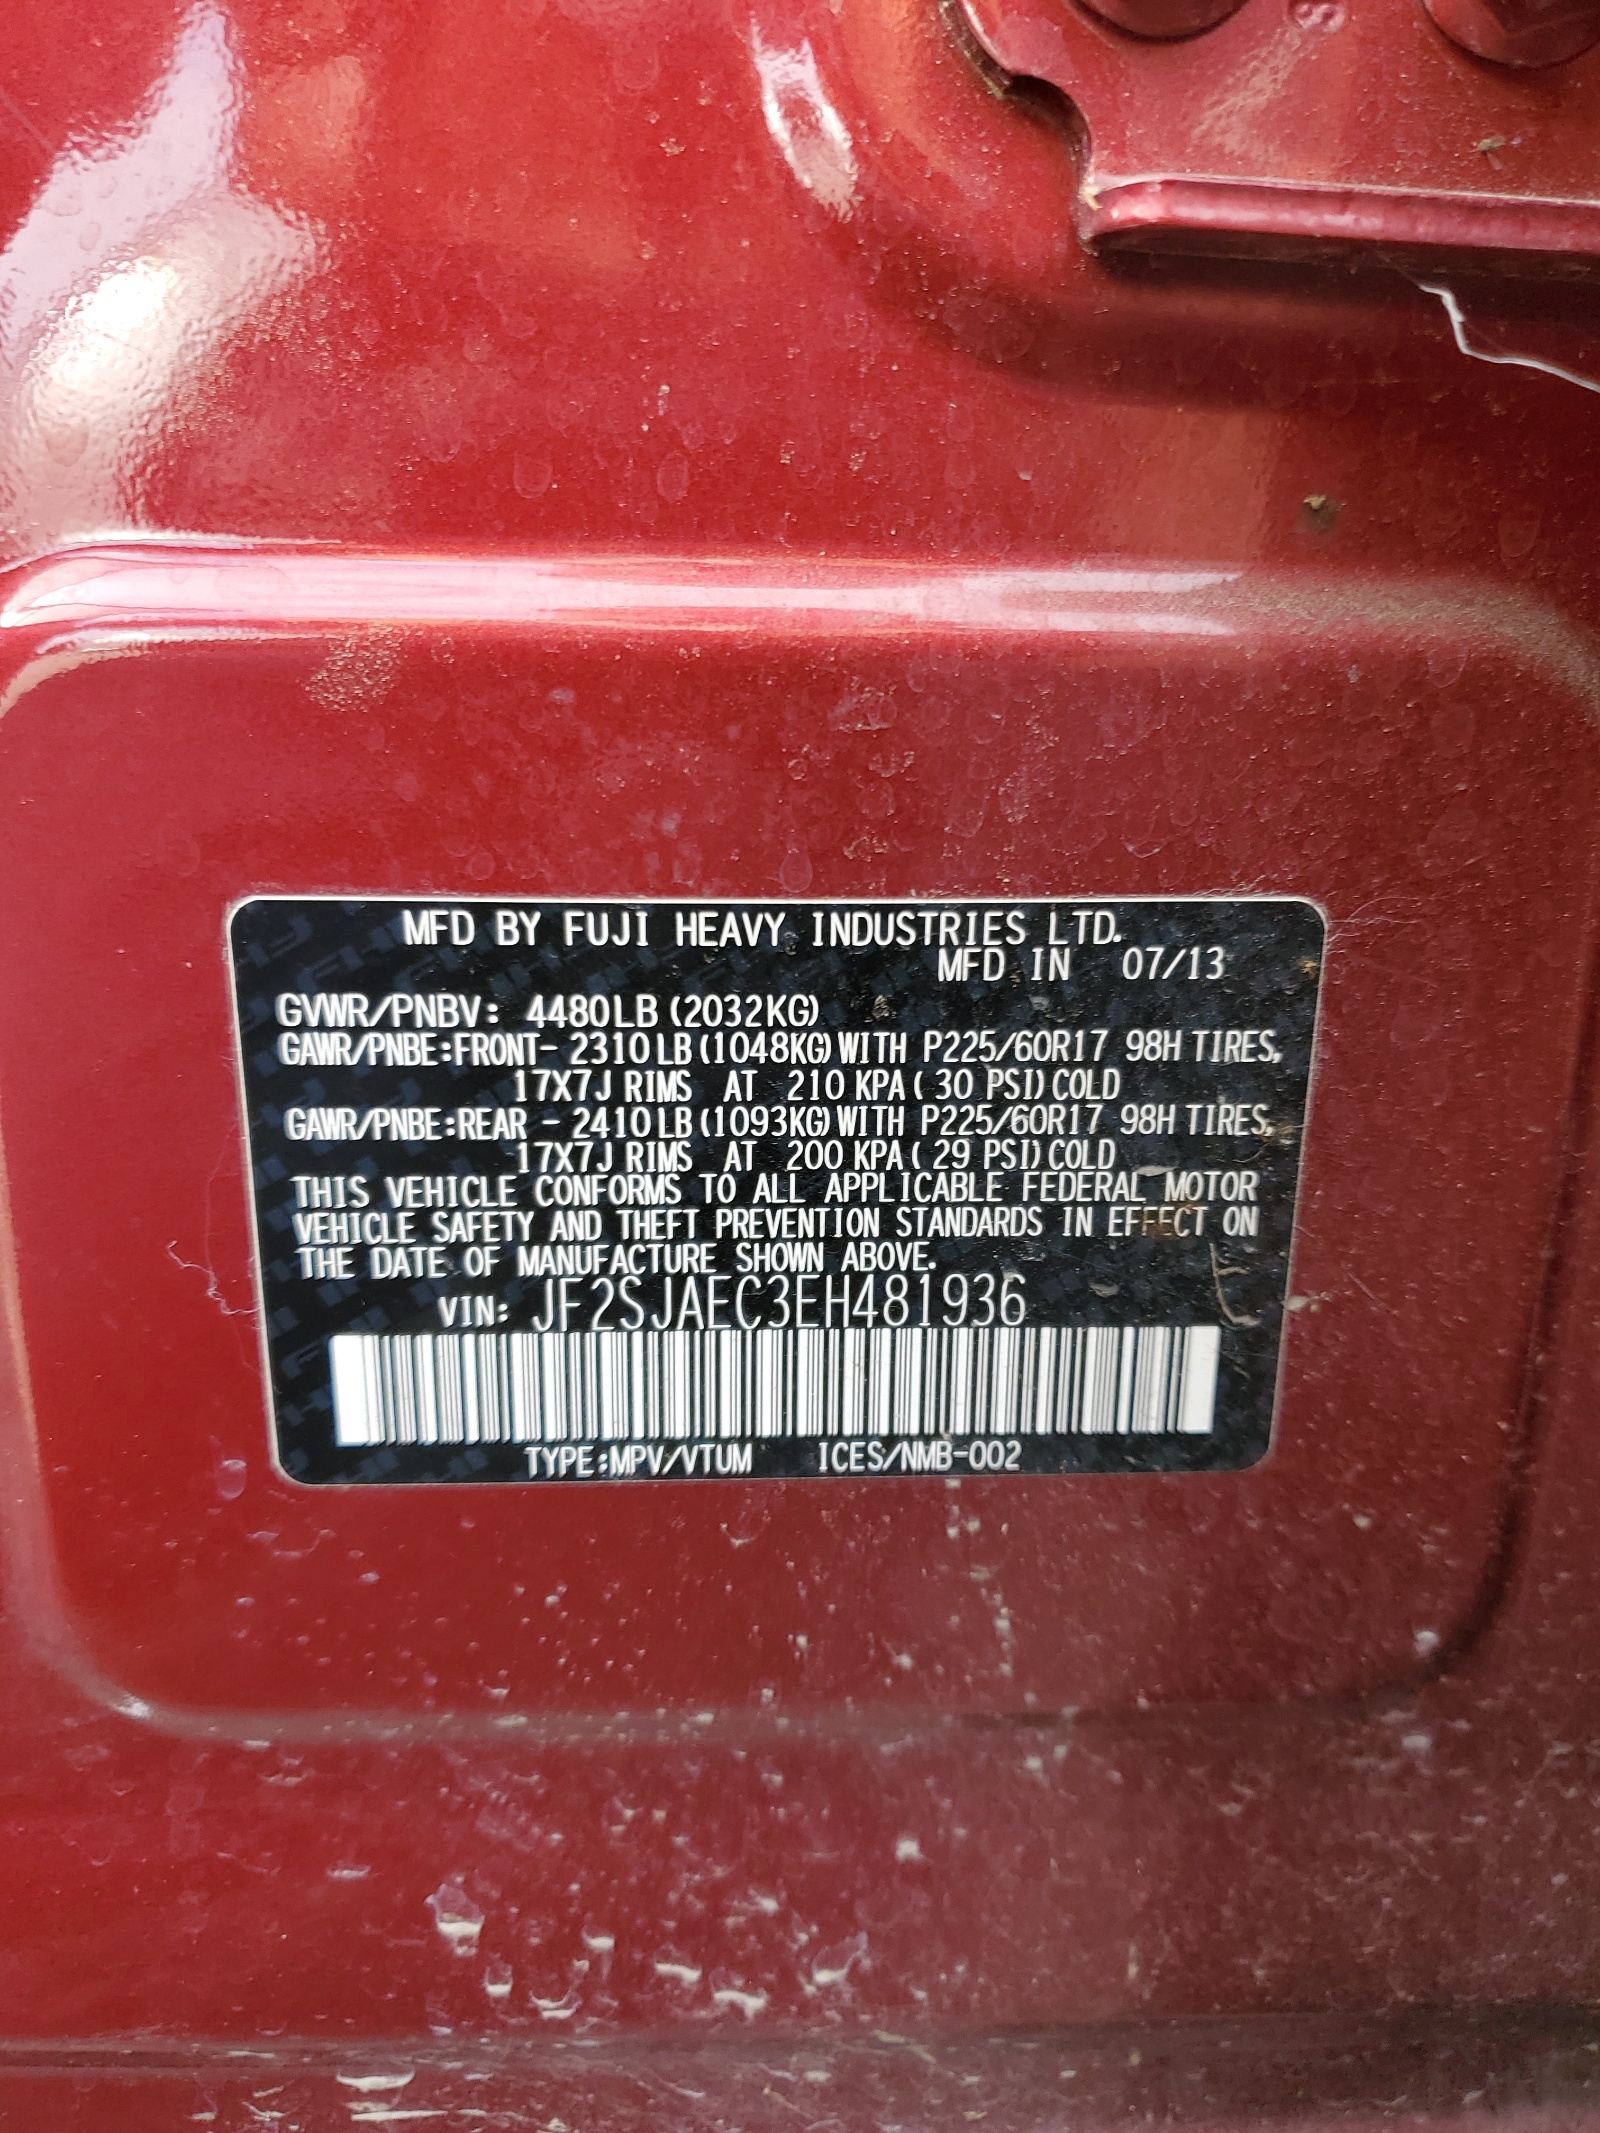 MFD BY FUJI HEAVY INDUSTRIES LTD.
MFD IN 07/13
GVWR/PNBV: 4480LB (2032KG)
GAWR/PNBE:FRONT- 2310LB (1048KG) WITH P225/60R17 98H TIRES,
17X7J RIMS AT 210 KPA ( 30 PSI) COLD
GAWR/PNBE:REAR - 2410LB (1093KG) WITH P225/60R17 98H TIRES,
17X7J RIMS AT 200 KPA ( 29 PSI) COLD
THIS VEHICLE CONFORMS TO ALL APPLICABLE FEDERAL MOTOR
VEHICLE SAFETY AND THEFT PREVENTION STANDARDS IN EFFECT ON
THE DATE OF MANUFACTURE SHOWN ABOVE.
VIN: JF2SJAEC3EH481936
TYPE:MPV/VTUM ICES/NMB-002